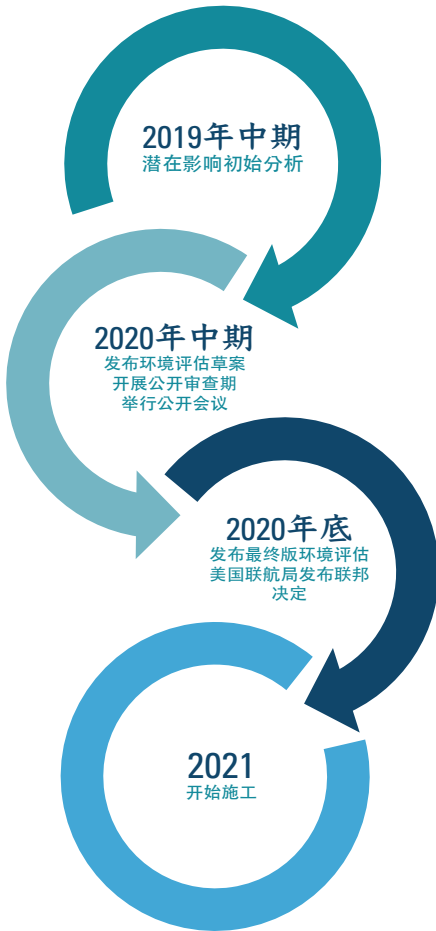 2019年中期
潜在影响初始分析
2020年中期
发布环境评估草案
开展公开审查期
举行公开会议
2020年底
发布最终版环境评估
美国联航局发布联邦
决定
2021
开始施工